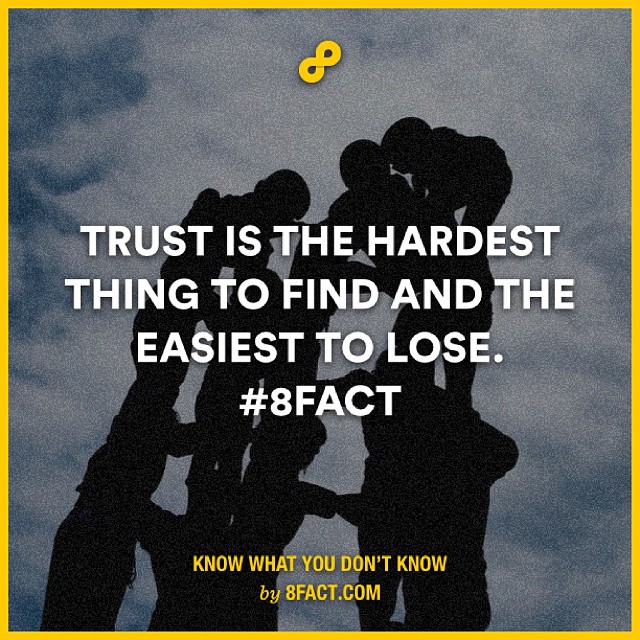 TRUST IS THE HARDEST
THING TO FIND AND THE
EASIEST TO LOSE.
#8FACT
KNOW WHAT YOU DON'T KNOW
by 8FACT.COM